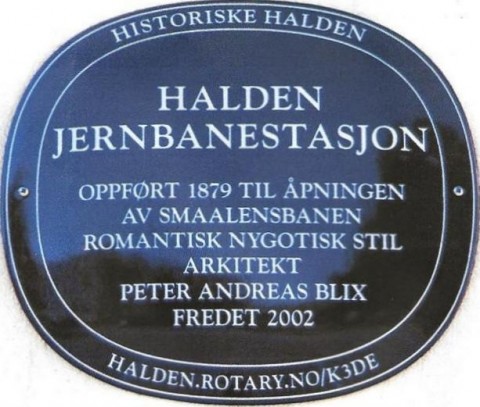 HISTORISKE HALDEN
HALDEN
JERNBANESTASJON
OPPFØRT 1879 TIL ÅPNINGEN
AV SMAALENSBANEN
ROMANTISK NYGOTISK STIL
ARKITEKT
PETER ANDREAS BLIX
FREDET 2002
HALDEN.ROTARY.NO/K3DE